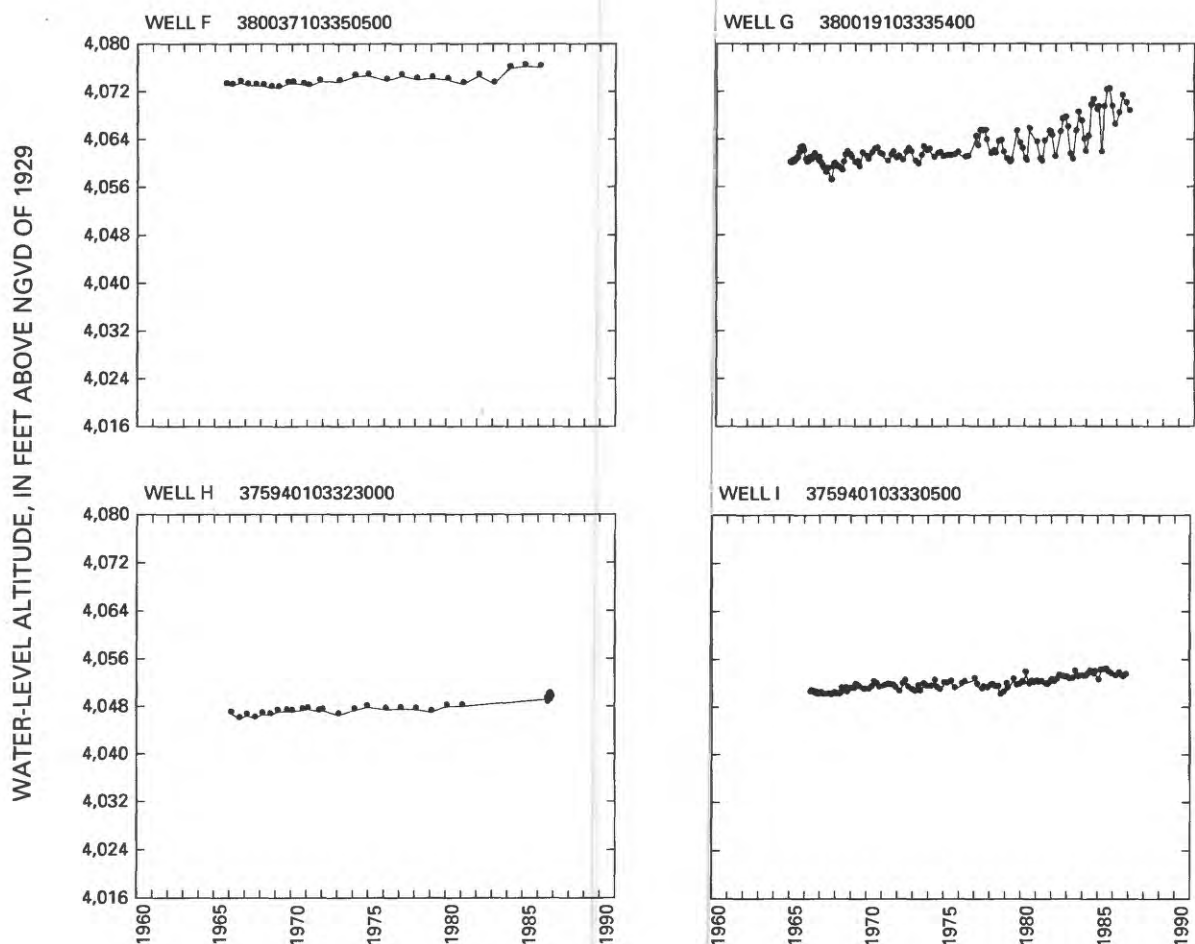 WELL F 380037103350500
WELL G 380019103335400
4,080
4,072
4,064
4,056
4,048
4,040
4,032
4,024
4,016
WATER-LEVEL ALTITUDE, IN FEET ABOVE NGVD OF 1929
WELL H 375940103323000
WELL I 375940103330500
4,080
4,072
4,064
4,056
4,048
4,040
4,032
4,024
4,016
1960 1965 1970 1975 1980 1985 1990
1960 1965 1970 1975 1980 1985 1990